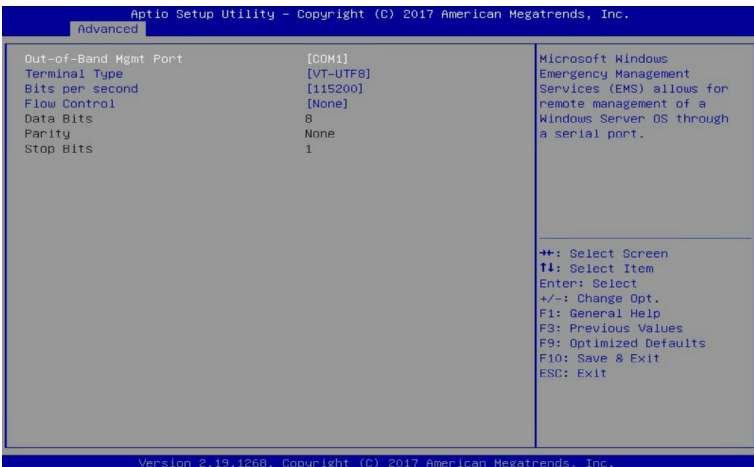 Aptio Setup Utility – Copyright (C) 2017 American Megatrends, Inc.
Advanced
Out-of-Band Mgmt Port [COM1]
Terminal Type [VT-UTF8]
Bits per second [115200]
Flow Control [None]
Data Bits 8
Parity None
Stop Bits 1
Microsoft Windows
Emergency Management
Services (EMS) allows for
remote management of a
Windows Server OS through
a serial port.
→←: Select Screen
↑↓: Select Item
Enter: Select
+/-: Change Opt.
F1: General Help
F3: Previous Values
F9: Optimized Defaults
F10: Save & Exit
ESC: Exit
Version 2.19.1268. Copyright (C) 2017 American Megatrends, Inc.